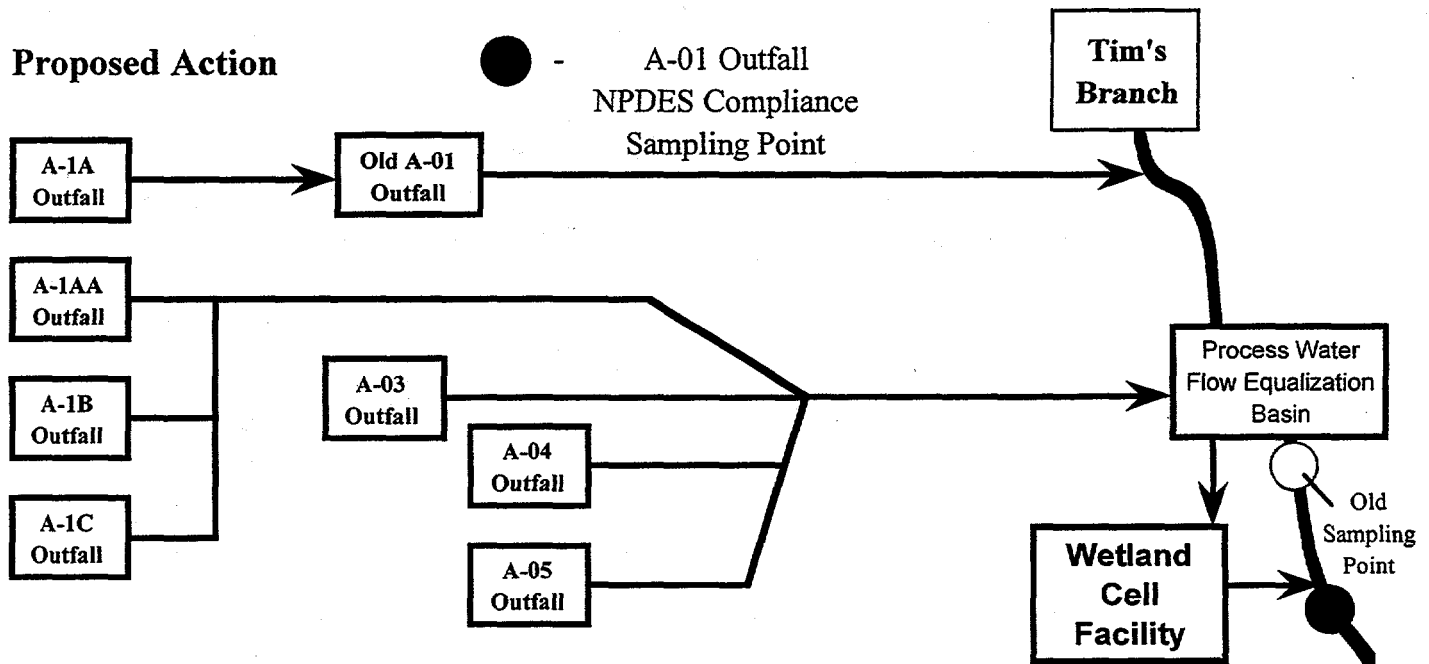 Proposed Action
-
A-01 Outfall
NPDES Compliance
Sampling Point
Tim's
Branch
A-1A
Outfall
Old A-01
Outfall
A-1AA
Outfall
Process Water
Flow Equalization
Basin
A-03
Outfall
A-1B
Outfall
A-04
Outfall
A-1C
Outfall
Old
Sampling
Point
Wetland
Cell
Facility
A-05
Outfall